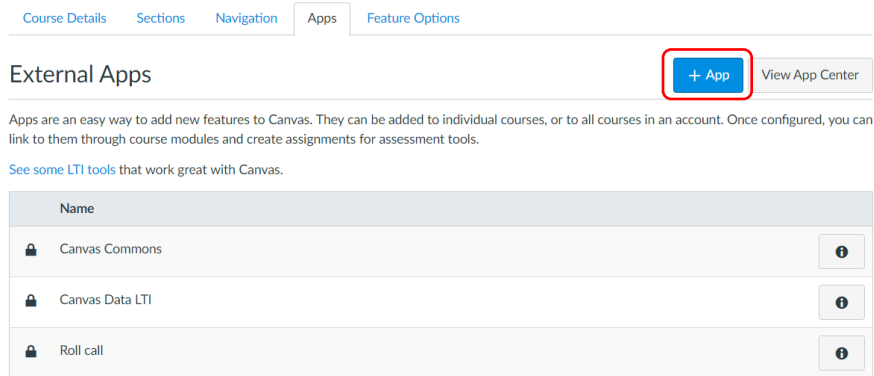 Course Details Sections Navigation Apps Feature Options
External Apps + App View App Center
Apps are an easy way to add new features to Canvas. They can be added to individual courses, or to all courses in an account. Once configured, you can
link to them through course modules and create assignments for assessment tools.
See some LTI tools that work great with Canvas.
Name
Canvas Commons
Canvas Data LTI
Roll call